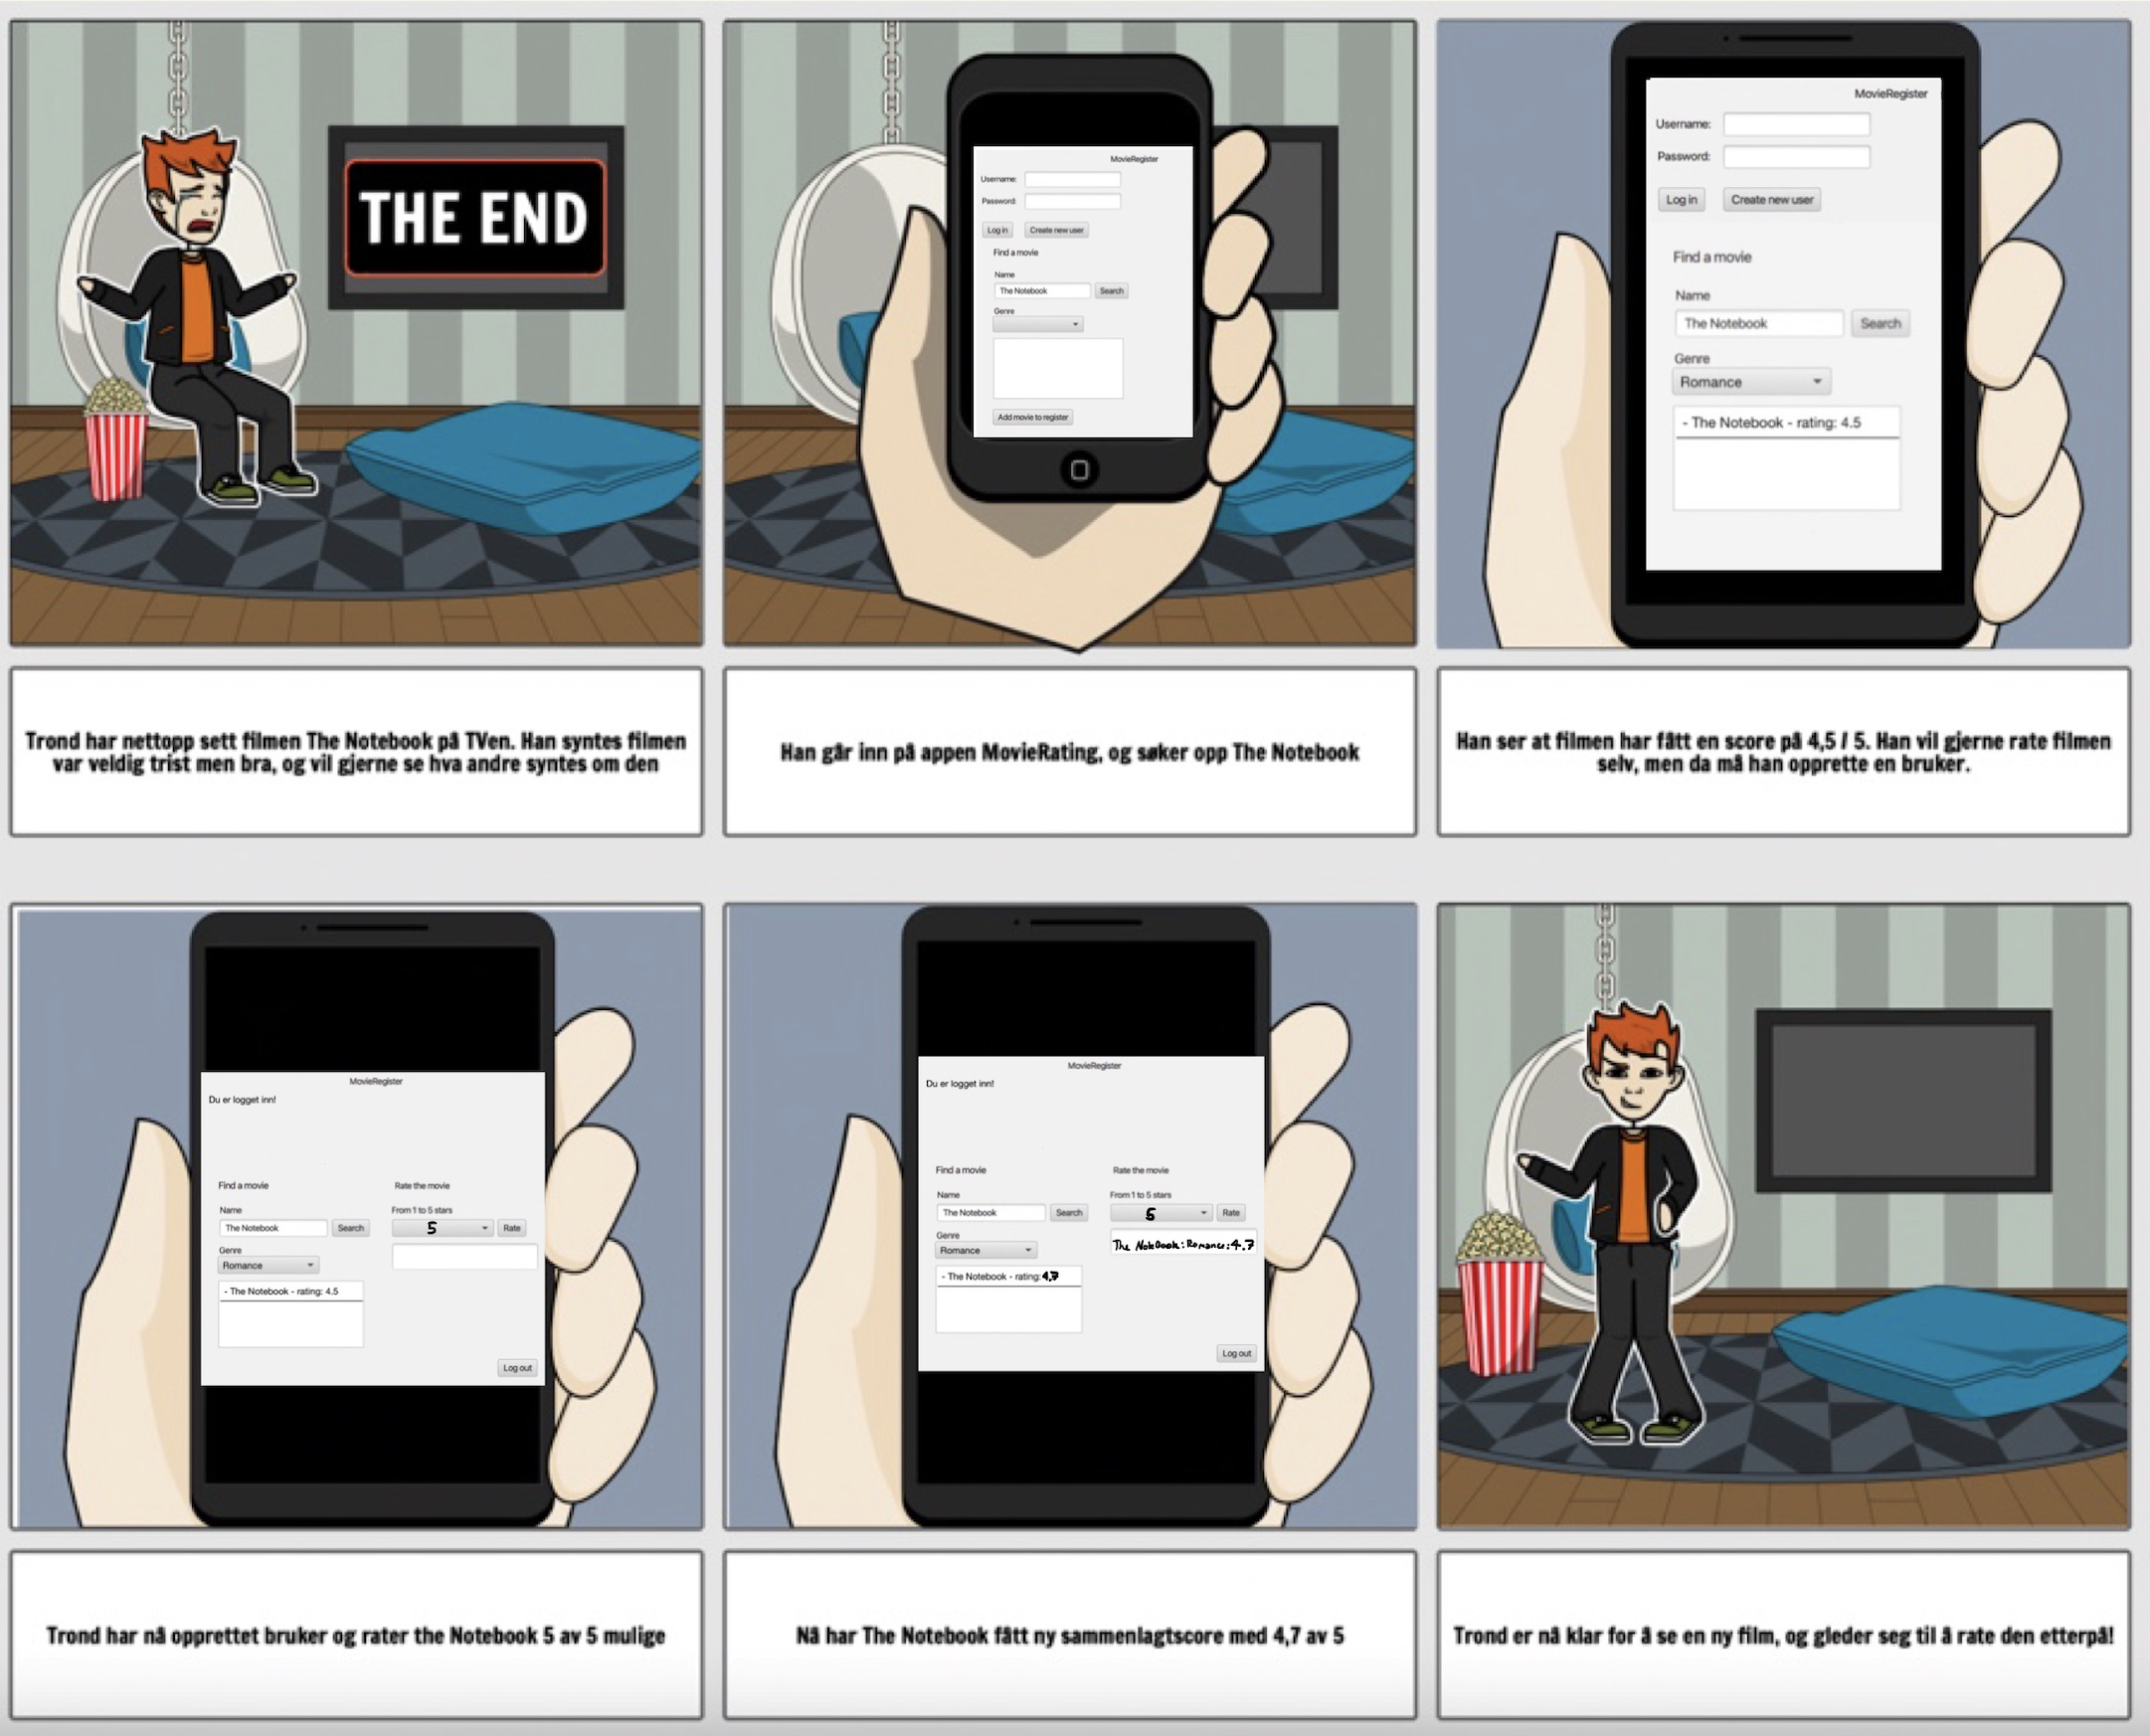 THE END
MovieRegister
Username:
Password:
Log in Create new user
Find a movie
Name
The Notebook Search
Genre
Add movie to register
MovieRegister
Username:
Password:
Log in Create new user
Find a movie
Name
The Notebook Search
Genre
Romance
- The Notebook - rating: 4.5
Trond har nettopp sett filmen The Notebook på TVen. Han syntes filmen
var veldig trist men bra, og vil gjerne se hva andre syntes om den
Han går inn på appen MovieRating, og søker opp The Notebook
Han ser at filmen har fått en score på 4,5 / 5. Han vil gjerne rate filmen
selv, men da må han opprette en bruker.
MovieRegister
Du er logget inn!
Find a movie Rate the movie
Name From 1 to 5 stars
The Notebook Search 5 Rate
Genre
Romance
- The Notebook - rating: 4.5
Log out
MovieRegister
Du er logget inn!
Find a movie Rate the movie
Name From 1 to 5 stars
The Notebook Search 5 Rate
Genre
Romance The NoteBook: Romance: 4.7
- The Notebook - rating: 4,7
Log out
Trond har nå opprettet bruker og rater the Notebook 5 av 5 mulige
Nå har The Notebook fått ny sammenlagtscore med 4,7 av 5
Trond er nå klar for å se en ny film, og gleder seg til å rate den etterpå!